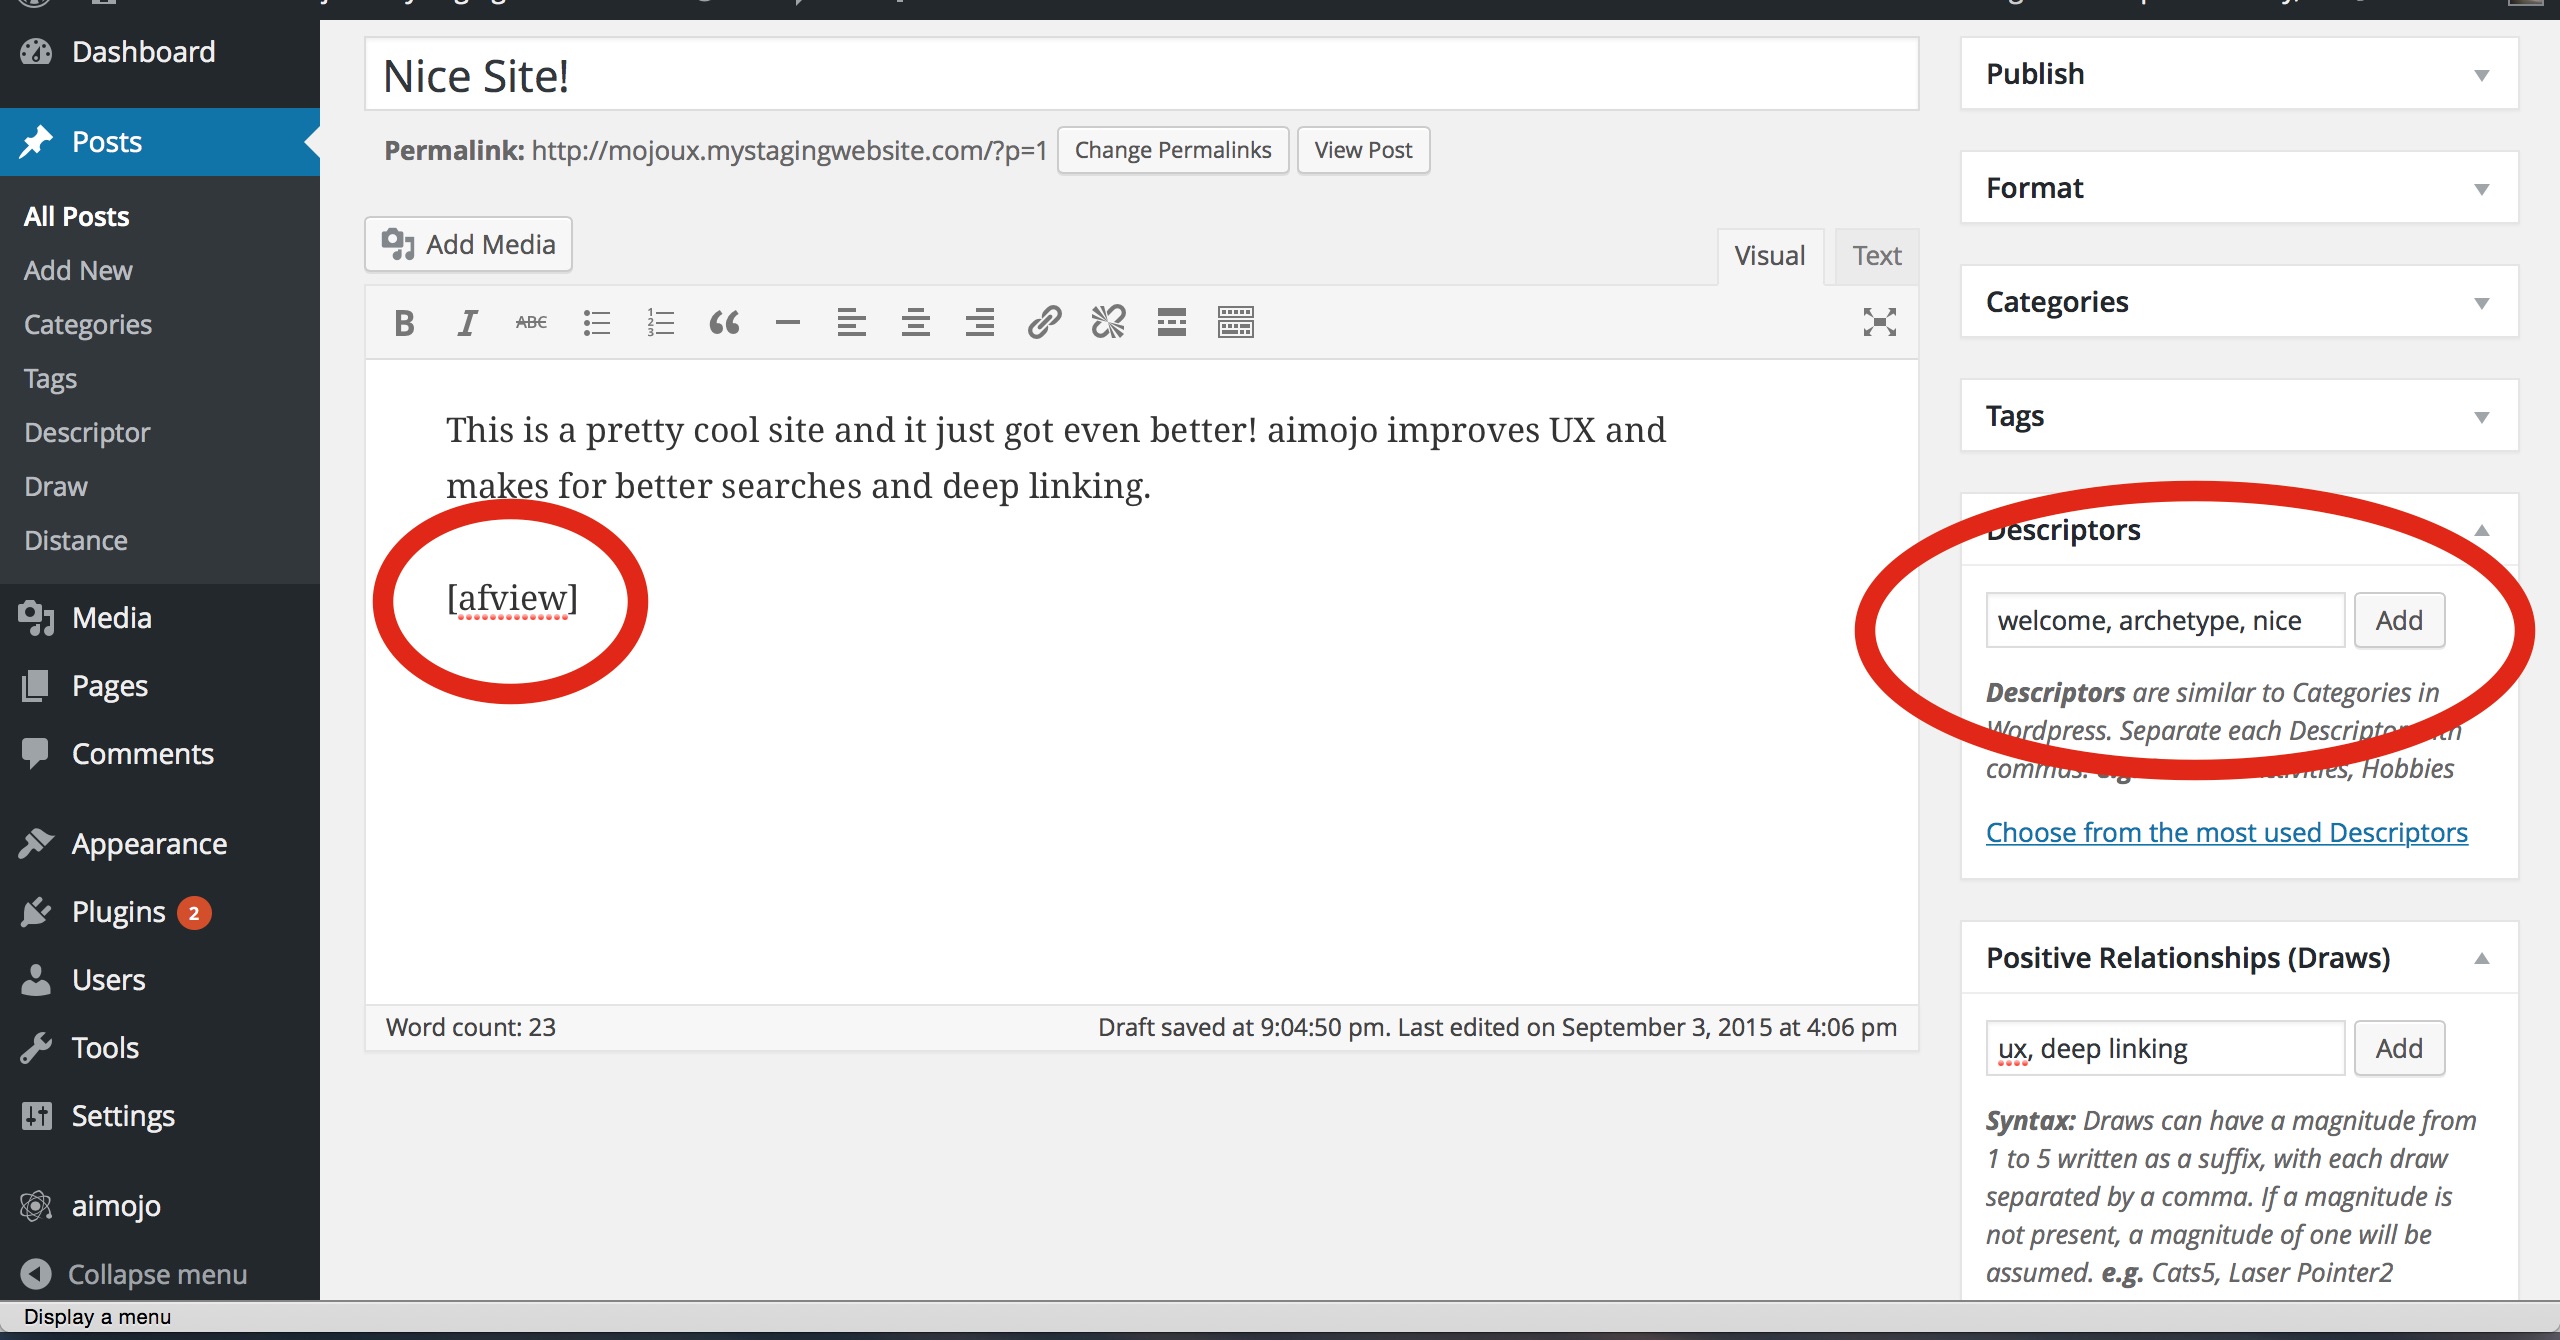 Dashboard
Posts
All Posts
Add New
Categories
Tags
Descriptor
Draw
Distance
Media
Pages
Comments
Appearance
Plugins 2
Users
Tools
Settings
aimojo
Collapse menu
Nice Site!
Permalink: http://mojoux.mystagingwebsite.com/?p=1 Change Permalinks View Post
Add Media
Visual Text
B I ABC
This is a pretty cool site and it just got even better! aimojo improves UX and
makes for better searches and deep linking.
[afview]
Word count: 23 Draft saved at 9:04:50 pm. Last edited on September 3, 2015 at 4:06 pm
Publish
Format
Categories
Tags
Descriptors
welcome, archetype, nice Add
Descriptors are similar to Categories in
Wordpress. Separate each Descriptor with
commas. e.g. Hobbies
Choose from the most used Descriptors
Positive Relationships (Draws)
ux, deep linking Add
Syntax: Draws can have a magnitude from
1 to 5 written as a suffix, with each draw
separated by a comma. If a magnitude is
not present, a magnitude of one will be
assumed. e.g. Cats5, Laser Pointer2
Display a menu